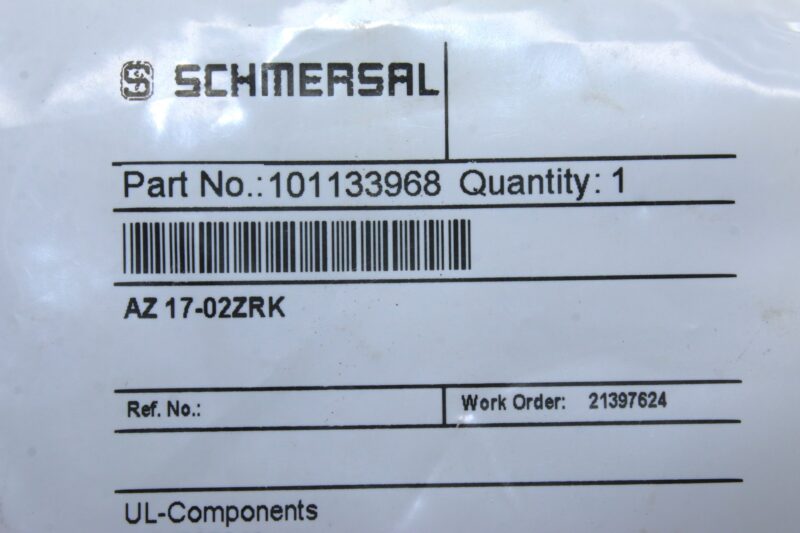 SCHMERSAL
Part No.:101133968 Quantity: 1
AZ 17-02ZRK
Ref. No.:
Work Order: 21397624
UL-Components